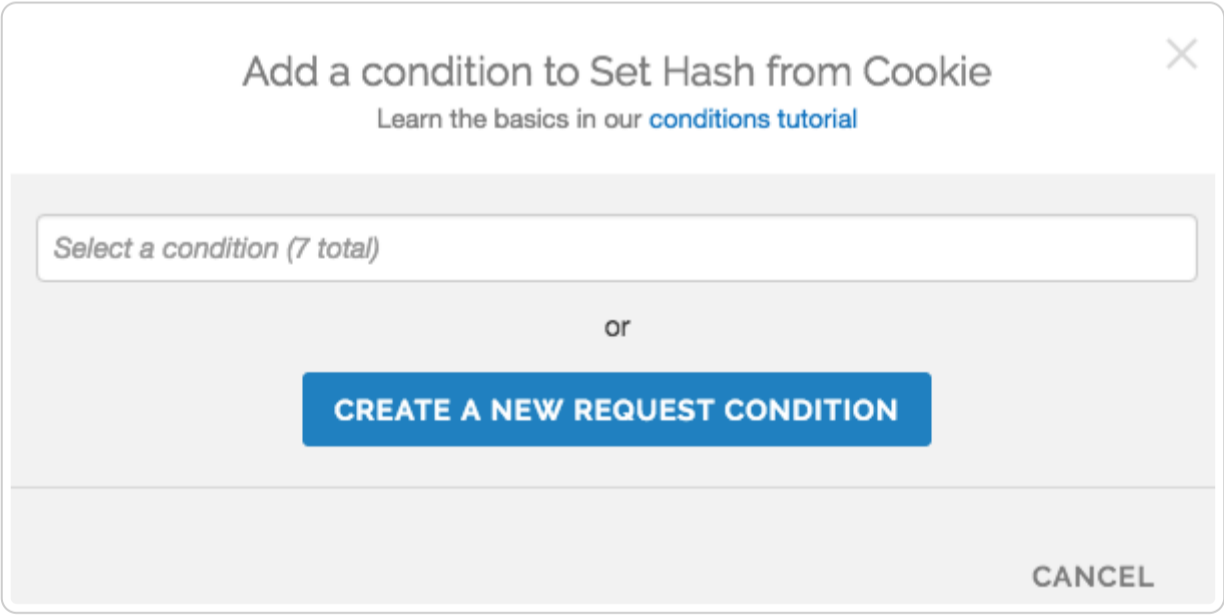 Add a condition to Set Hash from Cookie
Learn the basics in our conditions tutorial
Select a condition (7 total)
or
CREATE A NEW REQUEST CONDITION
CANCEL